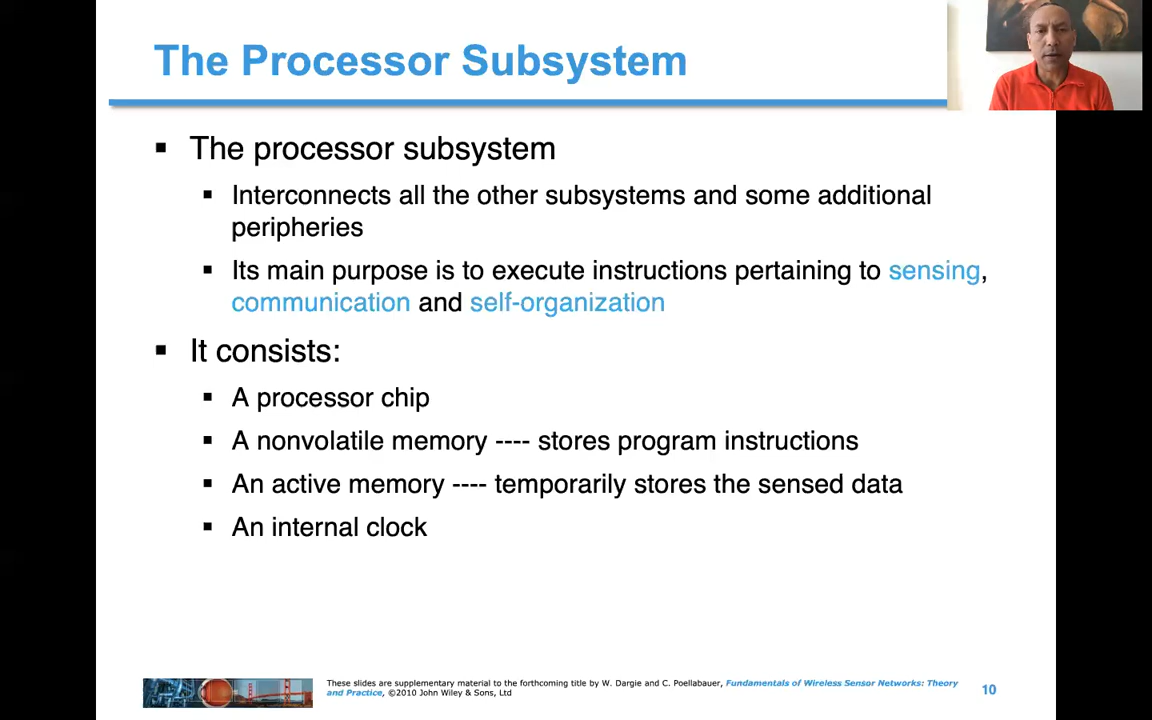 The Processor Subsystem
▪ The processor subsystem
▪ Interconnects all the other subsystems and some additional
peripheries
▪ Its main purpose is to execute instructions pertaining to sensing,
communication and self-organization
▪ It consists:
▪ A processor chip
▪ A nonvolatile memory ---- stores program instructions
▪ An active memory ---- temporarily stores the sensed data
▪ An internal clock
These slides are supplementary material to the forthcoming title by W. Dargie and C. Poellabauer, Fundamentals of Wireless Sensor Networks: Theory
and Practice, ©2010 John Wiley & Sons, Ltd
10